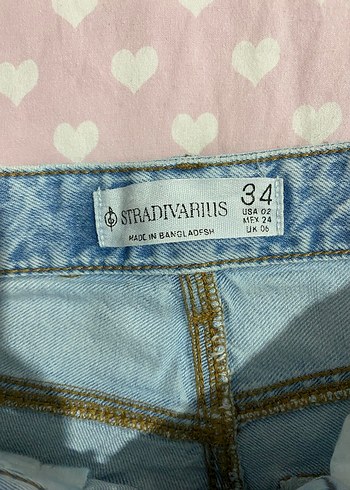 STRADIVARIUS
MADE IN BANGLADESH
34
USA 02
MEX 24
UK 06